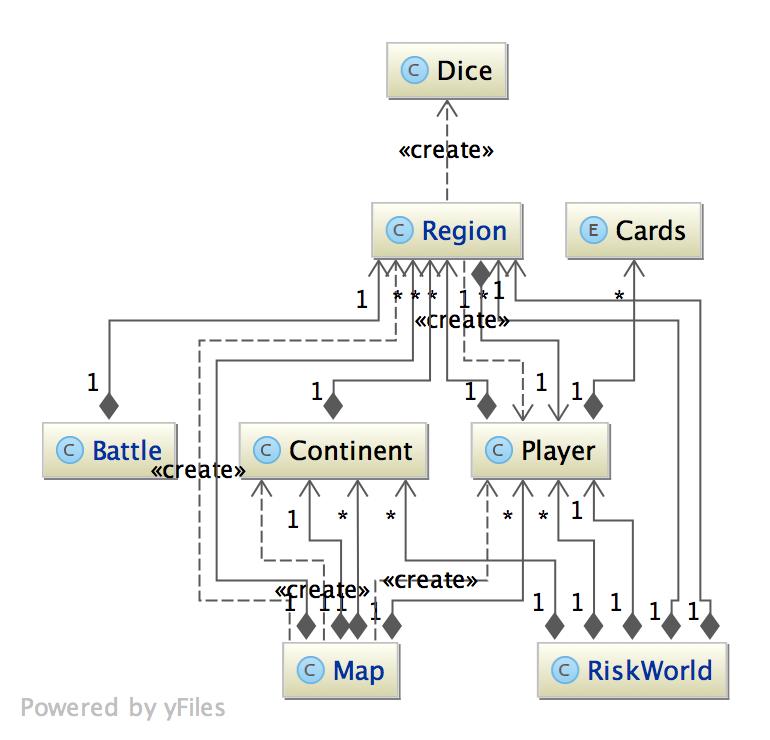 C Dice
«create»
C Region
E Cards
1 * * * 1 * 1 *
«create»
1 1 1 1 1
C Battle
C Continent
C Player
«create»
1 * * * * 1
«create»
«create»
1 1 1 1 1 1 1 1 1
C Map
C RiskWorld
Powered by yFiles